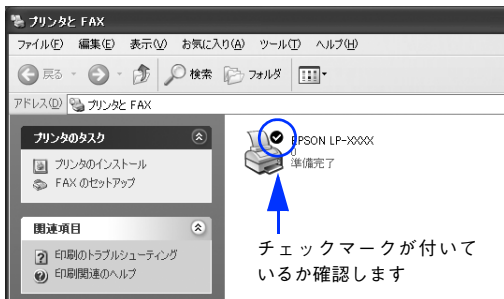 プリンタと FAX
ファイル(F) 編集(E) 表示(V) お気に入り(A) ツール(T) ヘルプ(H)
戻る 検索 フォルダ
アドレス(D) プリンタと FAX
プリンタのタスク
プリンタのインストール
FAX のセットアップ
関連項目
印刷のトラブルシューティング
印刷関連のヘルプ
EPSON LP-XXXX
0
準備完了
チェックマークが付いて
いるか確認します